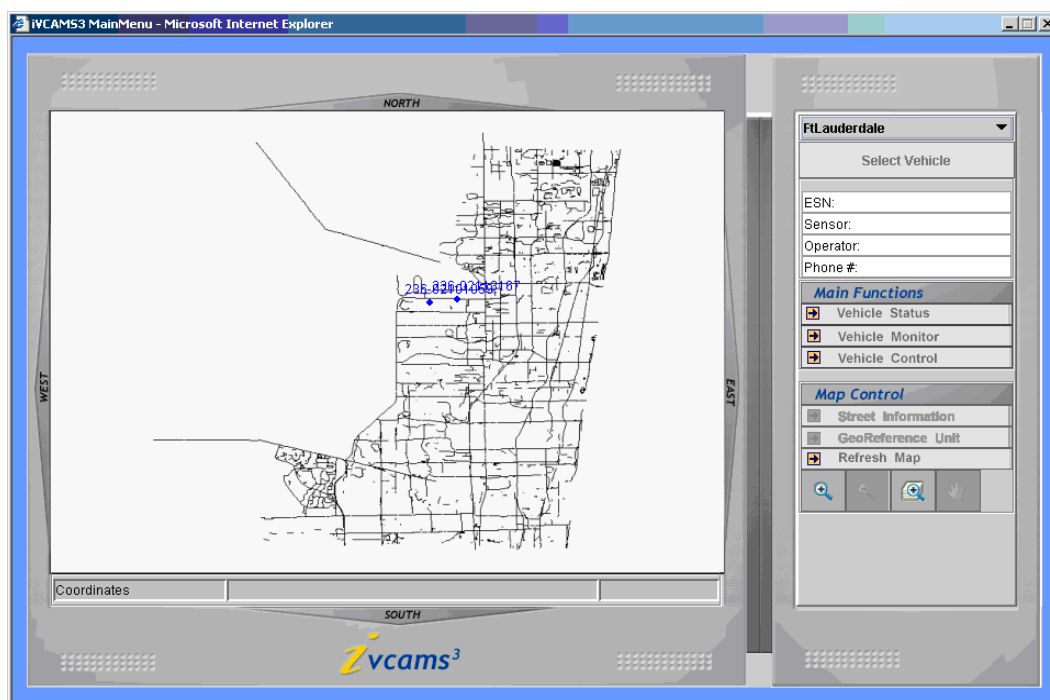 iVCAMS3 MainMenu - Microsoft Internet Explorer
NORTH
WEST
EAST
Coordinates
SOUTH
ivcams³
FtLauderdale
Select Vehicle
ESN:
Sensor:
Operator:
Phone #:
Main Functions
Vehicle Status
Vehicle Monitor
Vehicle Control
Map Control
Street Information
GeoReference Unit
Refresh Map